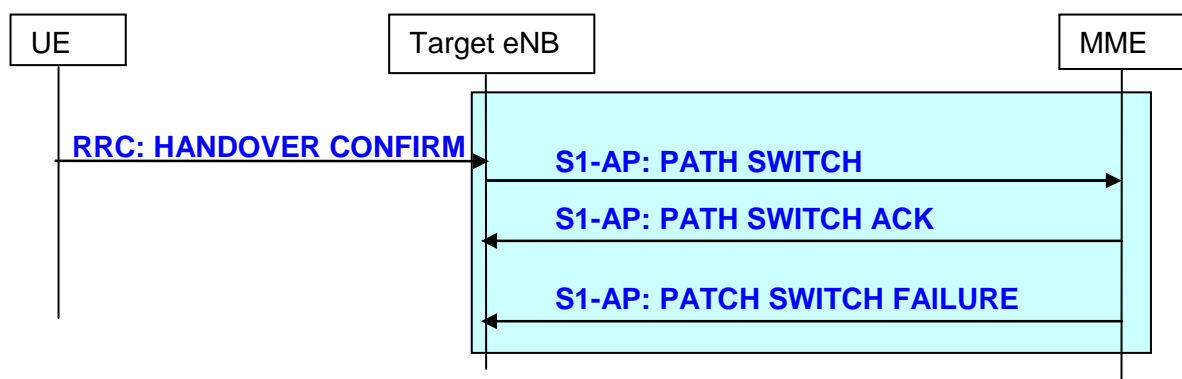 UE
Target eNB
MME
RRC: HANDOVER CONFIRM
S1-AP: PATH SWITCH
S1-AP: PATH SWITCH ACK
S1-AP: PATCH SWITCH FAILURE